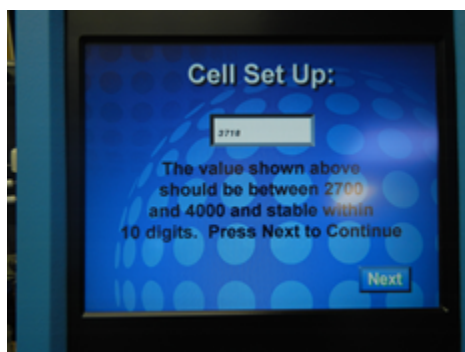 Cell Set Up:
3718
The value shown above
should be between 2700
and 4000 and stable within
10 digits. Press Next to Continue
Next